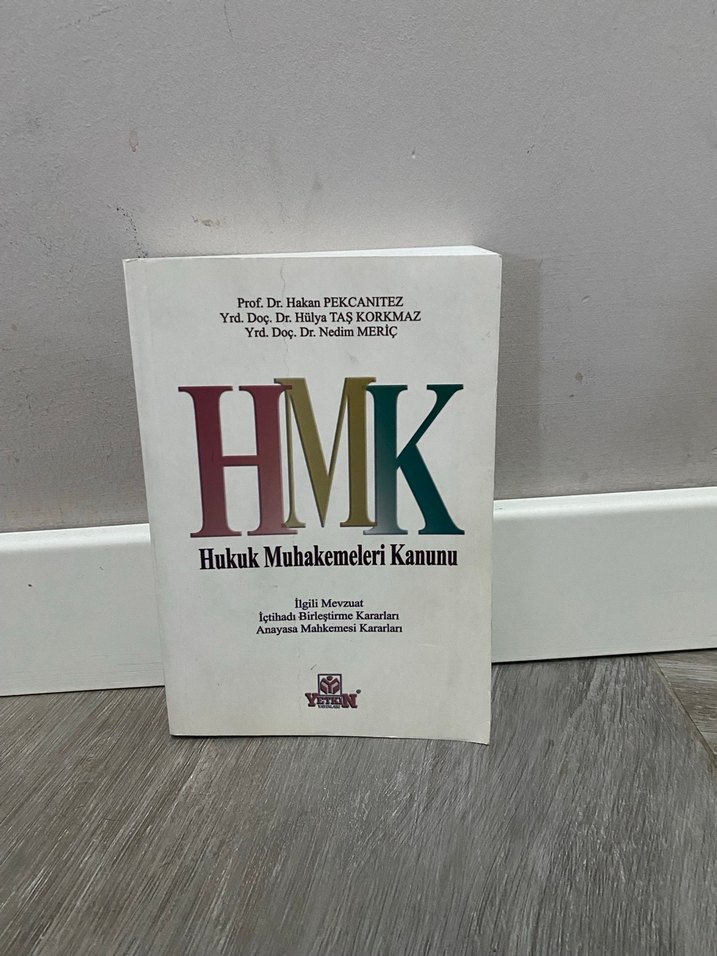 Prof. Dr. Hakan PEKCANITEZ
Yrd. Doç. Dr. Hülya TAŞ KORKMAZ
Yrd. Doç. Dr. Nedim MERİÇ
HMK
Hukuk Muhakemeleri Kanunu
İlgili Mevzuat
İçtihadı Birleştirme Kararları
Anayasa Mahkemesi Kararları
YETKİN
YAYINLARI